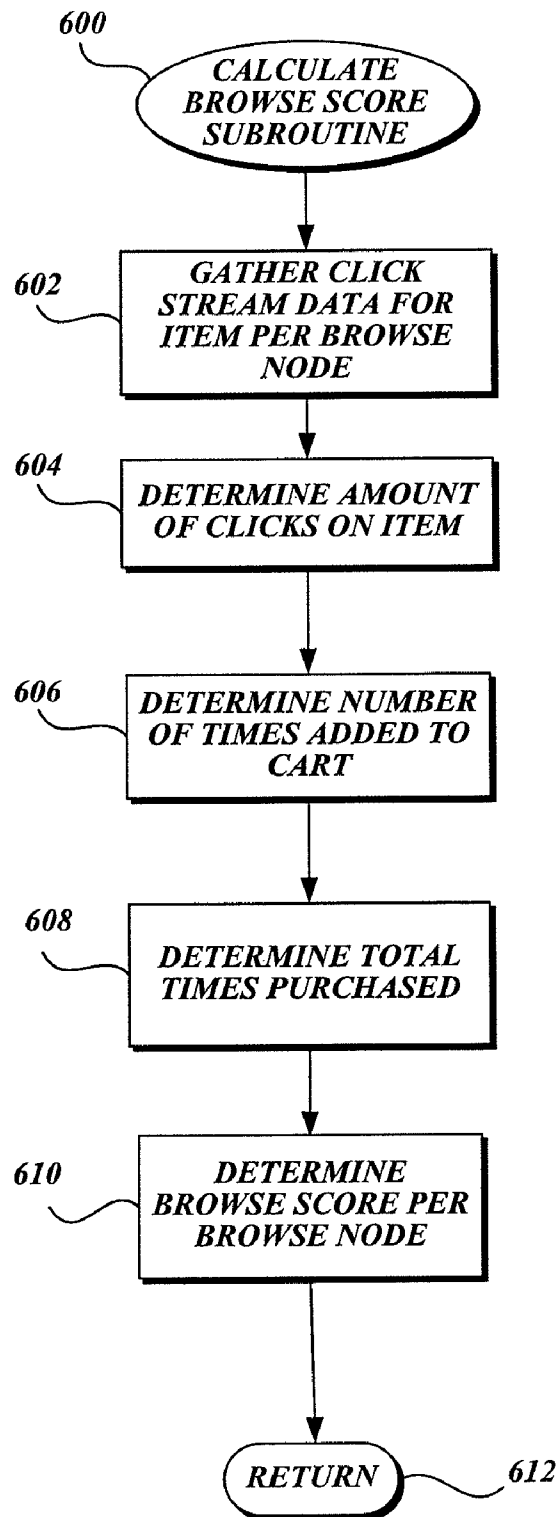 600
CALCULATE
BROWSE SCORE
SUBROUTINE
602
GATHER CLICK
STREAM DATA FOR
ITEM PER BROWSE
NODE
604
DETERMINE AMOUNT
OF CLICKS ON ITEM
606
DETERMINE NUMBER
OF TIMES ADDED TO
CART
608
DETERMINE TOTAL
TIMES PURCHASED
610
DETERMINE
BROWSE SCORE PER
BROWSE NODE
RETURN
612